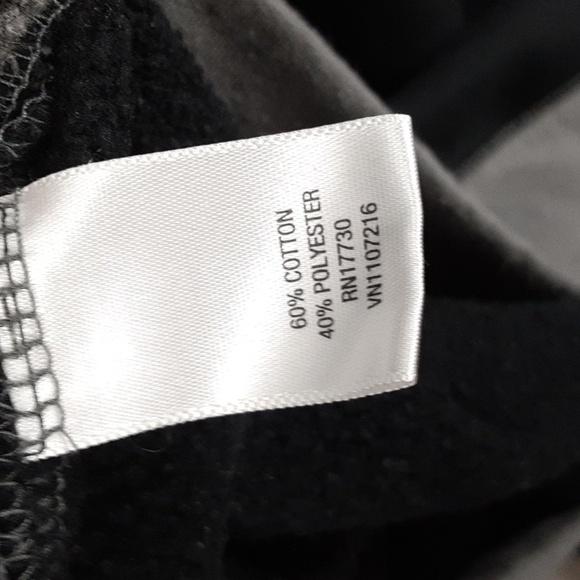 60% COTTON
40% POLYESTER
RN17730
VN1107216